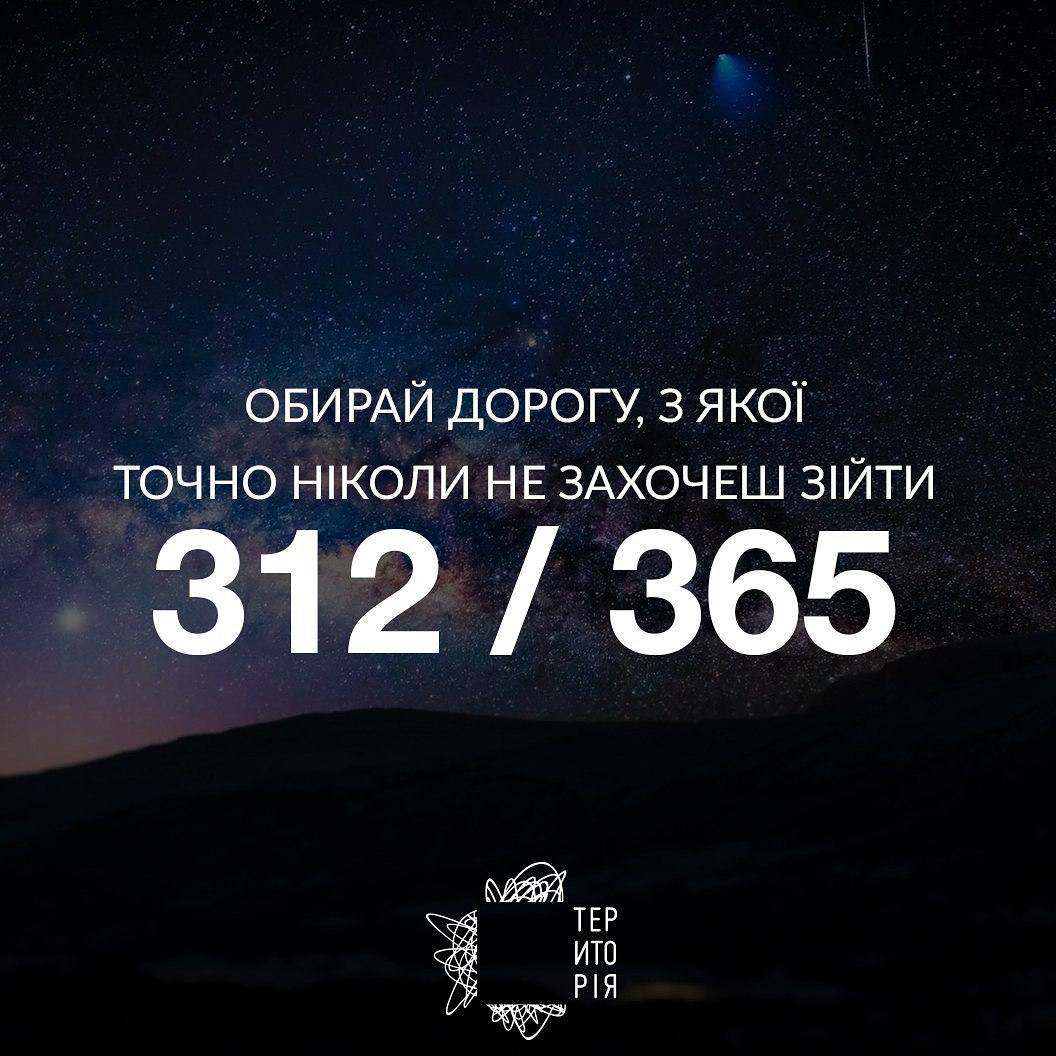 ОБИРАЙ ДОРОГУ, З ЯКОЇ
ТОЧНО НІКОЛИ НЕ ЗАХОЧЕШ ЗІЙТИ
312 / 365
ТЕР
ИТО
РІЯ